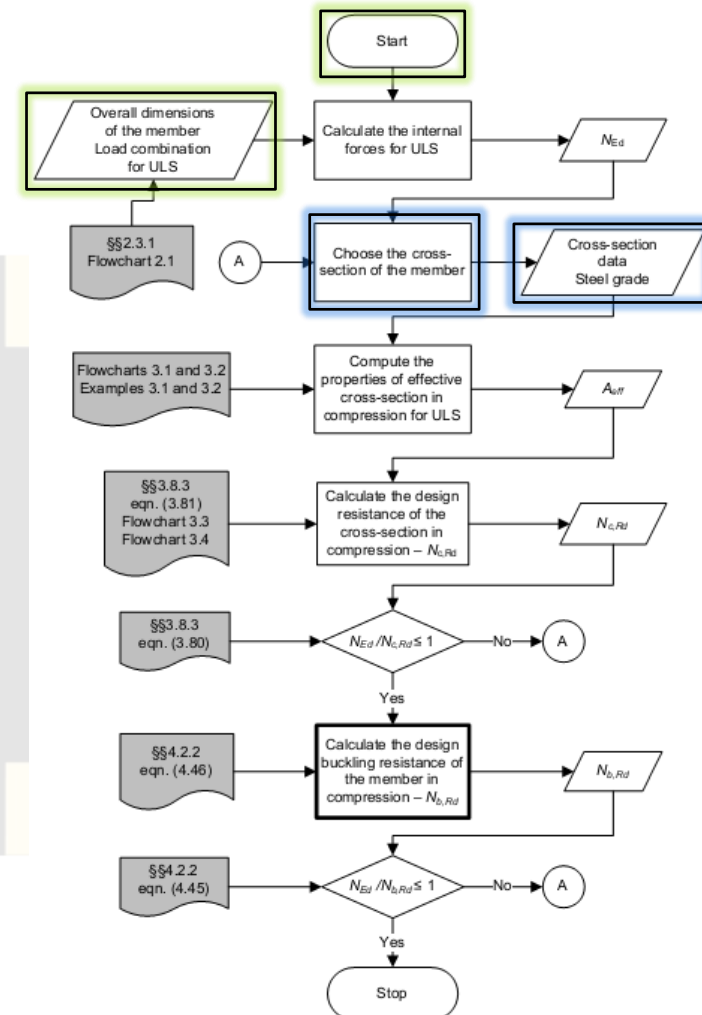 Start
Overall dimensions
of the member
Load combination
for ULS
Calculate the internal
forces for ULS
NEd
§§2.3.1
Flowchart 2.1
A
Choose the cross-
section of the member
Cross-section
data
Steel grade
Flowcharts 3.1 and 3.2
Examples 3.1 and 3.2
Compute the
properties of effective
cross-section in
compression for ULS
Aeff
§§3.8.3
eqn. (3.81)
Flowchart 3.3
Flowchart 3.4
Calculate the design
resistance of the
cross-section in
compression – Nc,Rd
Nc,Rd
§§3.8.3
eqn. (3.80)
NEd /Nc,Rd ≤ 1
No
A
Yes
§§4.2.2
eqn. (4.46)
Calculate the design
buckling resistance of
the member in
compression – Nb,Rd
Nb,Rd
§§4.2.2
eqn. (4.45)
NEd /Nb,Rd ≤ 1
No
A
Yes
Stop